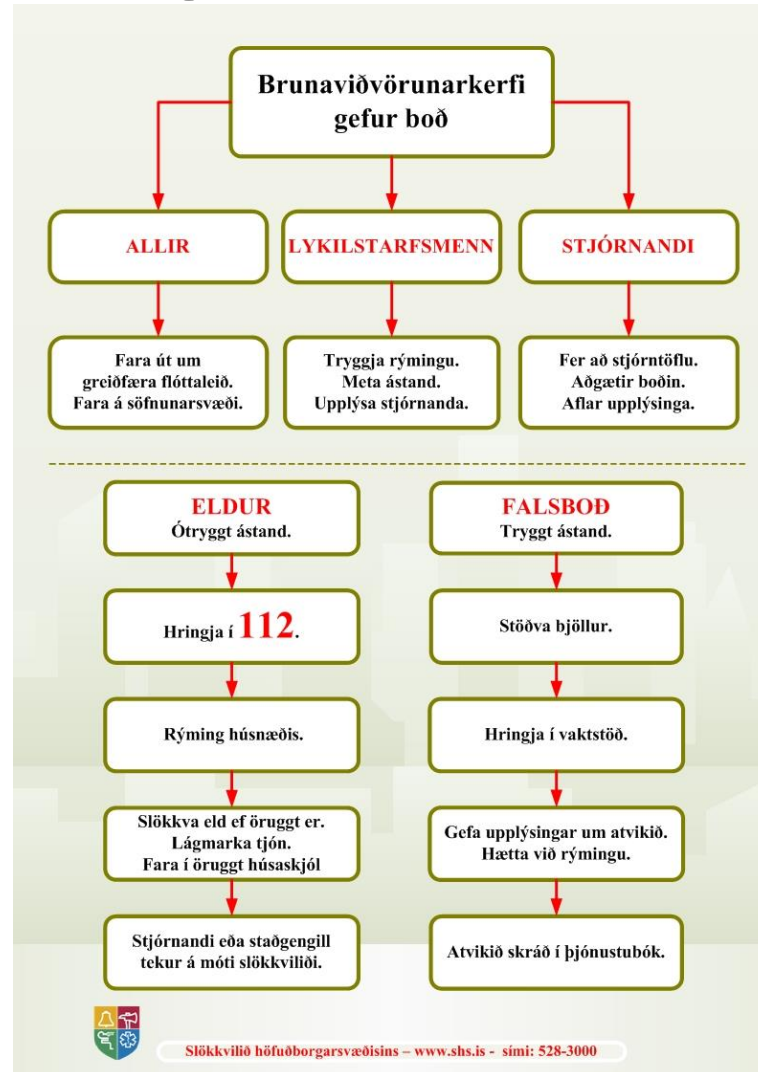 Brunaviðvörunarkerfi
gefur boð
ALLIR
LYKILSTARFSMENN
STJÓRNANDI
Fara út um
greiðfæra flóttaleið.
Fara á söfnunarsvæði.
Tryggja rýmingu.
Meta ástand.
Upplýsa stjórnanda.
Fer að stjórntöflu.
Aðgætir boðin.
Aflar upplýsinga.
ELDUR
Ótryggt ástand.
Hringja í 112.
Rýming húsnæðis.
Slökkva eld ef öruggt er.
Lágmarka tjón.
Fara í öruggt húsaskjól
Stjórnandi eða staðgengill
tekur á móti slökkviliði.
FALSBOÐ
Tryggt ástand.
Stöðva bjöllur.
Hringja í vaktstöð.
Gefa upplýsingar um atvikið.
Hætta við rýmingu.
Atvikið skráð í þjónustubók.
Slökkvilið höfuðborgarsvæðisins – www.shs.is - sími: 528-3000